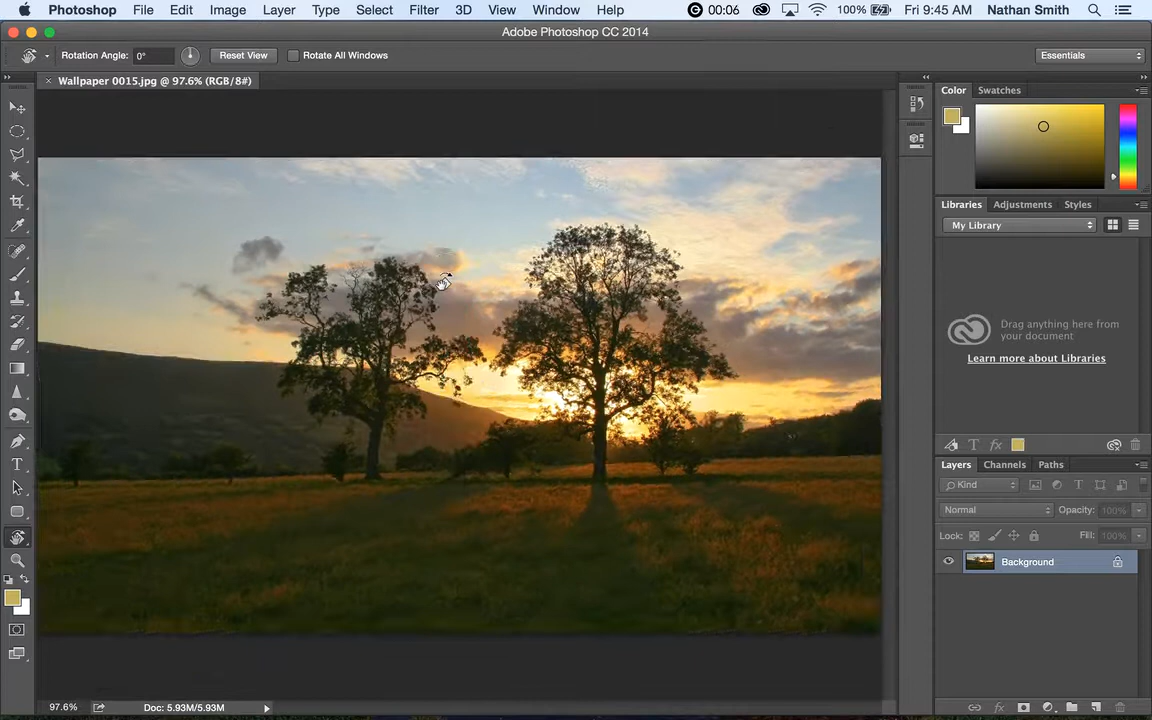 Photoshop File Edit Image Layer Type Select Filter 3D View Window Help 00:06 100% Fri 9:45 AM Nathan Smith
Adobe Photoshop CC 2014
Rotation Angle: 0° Reset View Rotate All Windows Essentials
Wallpaper 0015.jpg @ 97.6% (RGB/8#)
Color Swatches
Libraries Adjustments Styles
My Library
Drag anything here from
your document
Learn more about Libraries
Layers Channels Paths
Kind
Normal Opacity: 100%
Lock: Fill: 100%
Background
97.6% Doc: 5.93M/5.93M